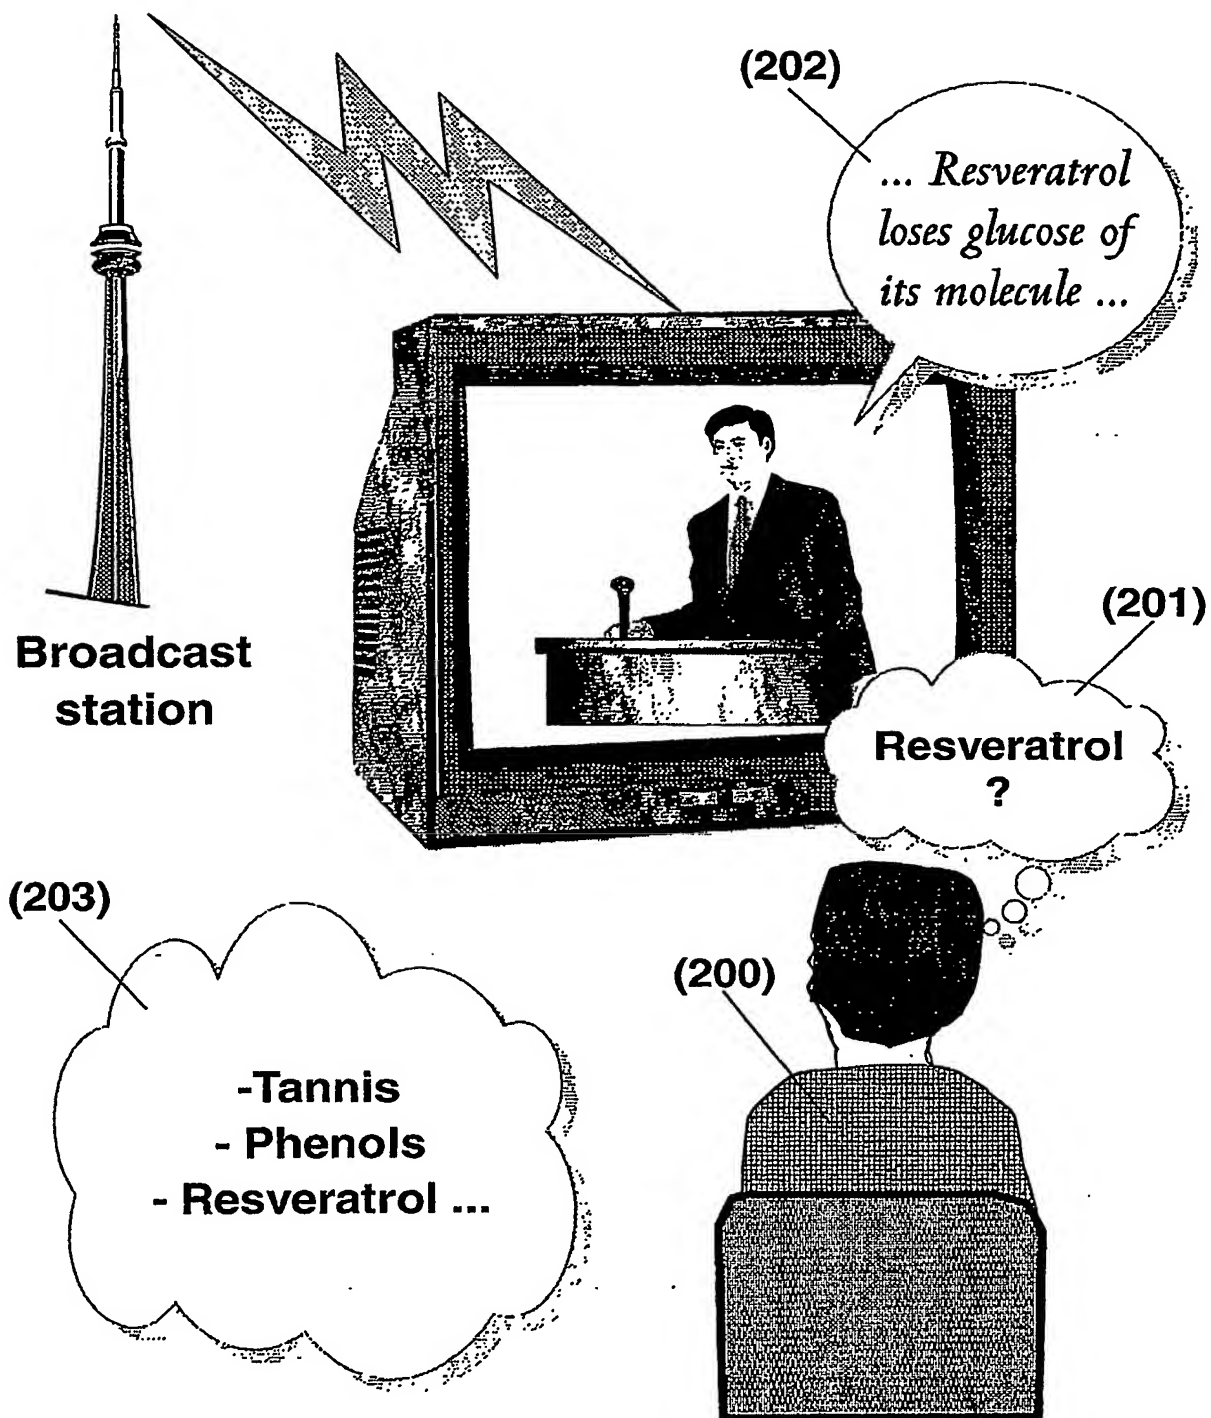 (202)
... Resveratrol
loses glucose of
its molecule ...
Broadcast
station
(201)
Resveratrol
?
(203)
-Tannis
- Phenols
- Resveratrol ...
(200)